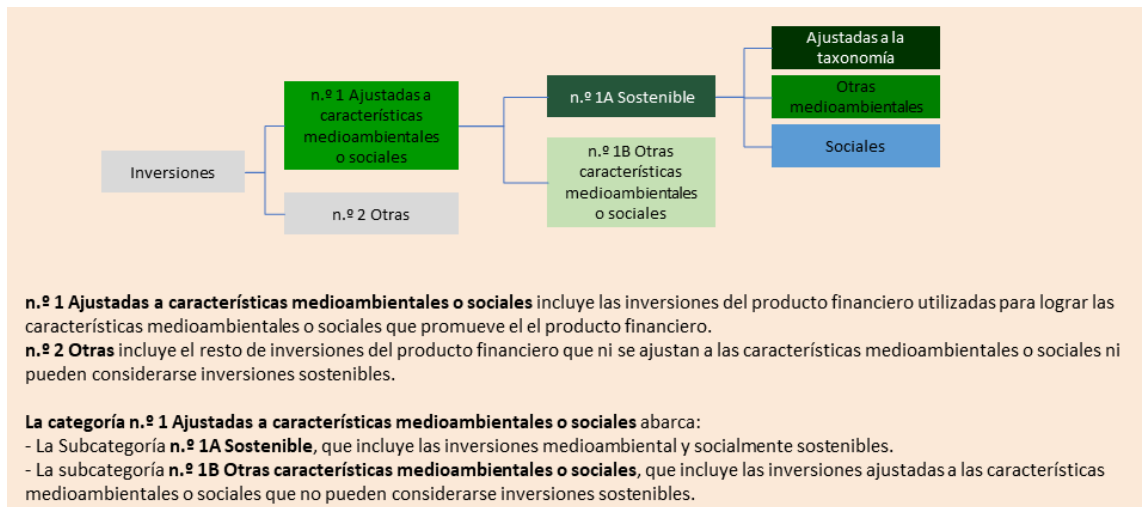 Inversiones
n.º 1 Ajustadas a
características
medioambientales
o sociales
n.º 2 Otras
n.º 1A Sostenible
n.º 1B Otras
características
medioambientales
o sociales
Ajustadas a la
taxonomía
Otras
medioambientales
Sociales
n.º 1 Ajustadas a características medioambientales o sociales incluye las inversiones del producto financiero utilizadas para lograr las
características medioambientales o sociales que promueve el el producto financiero.
n.º 2 Otras incluye el resto de inversiones del producto financiero que ni se ajustan a las características medioambientales o sociales ni
pueden considerarse inversiones sostenibles.
La categoría n.º 1 Ajustadas a características medioambientales o sociales abarca:
- La Subcategoría n.º 1A Sostenible, que incluye las inversiones medioambiental y socialmente sostenibles.
- La subcategoría n.º 1B Otras características medioambientales o sociales, que incluye las inversiones ajustadas a las características
medioambientales o sociales que no pueden considerarse inversiones sostenibles.